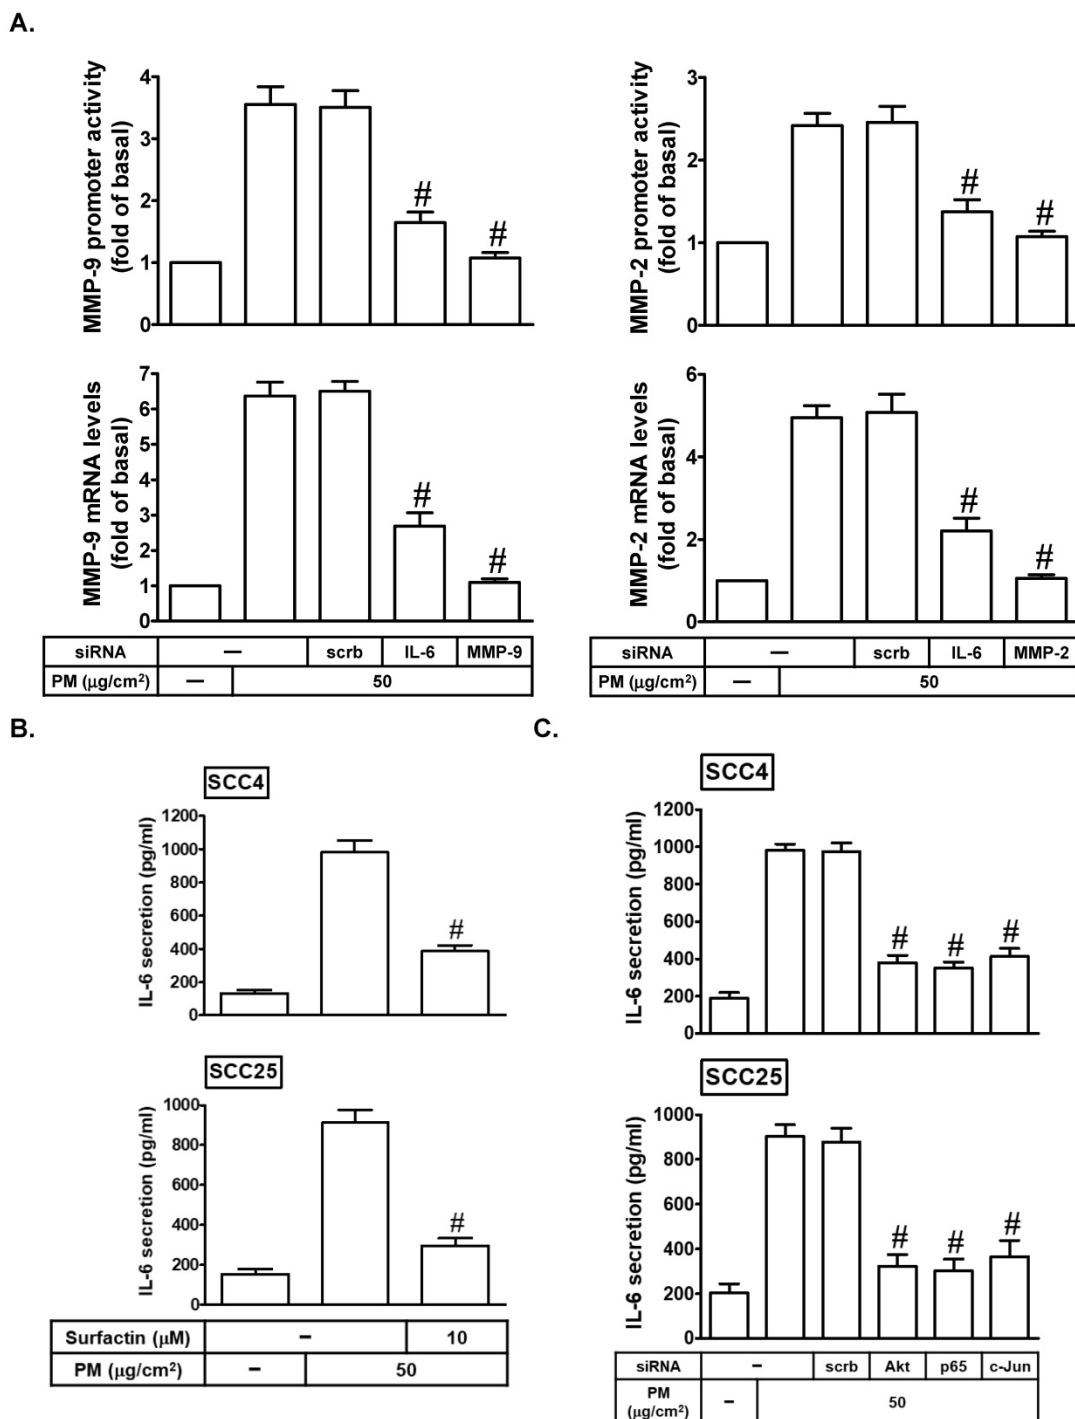 A.
MMP-9 promoter activity
(fold of basal)
4
3
2
1
0
#
#
MMP-2 promoter activity
(fold of basal)
3
2
1
0
#
#
MMP-9 mRNA levels
(fold of basal)
7
6
5
4
3
2
1
0
#
#
MMP-2 mRNA levels
(fold of basal)
6
4
2
0
#
#
siRNA – scrb IL-6 MMP-9
PM (μg/cm²) – 50
siRNA – scrb IL-6 MMP-2
PM (μg/cm²) – 50
B.
SCC4
IL-6 secretion (pg/ml)
1200
1000
800
600
400
200
0
#
SCC25
IL-6 secretion (pg/ml)
1000
800
600
400
200
0
#
Surfactin (μM) – 10
PM (μg/cm²) – 50
C.
SCC4
IL-6 secretion (pg/ml)
1200
1000
800
600
400
200
0
# # #
SCC25
IL-6 secretion (pg/ml)
1000
800
600
400
200
0
# # #
siRNA – scrb Akt p65 c-Jun
PM
(μg/cm²) – 50